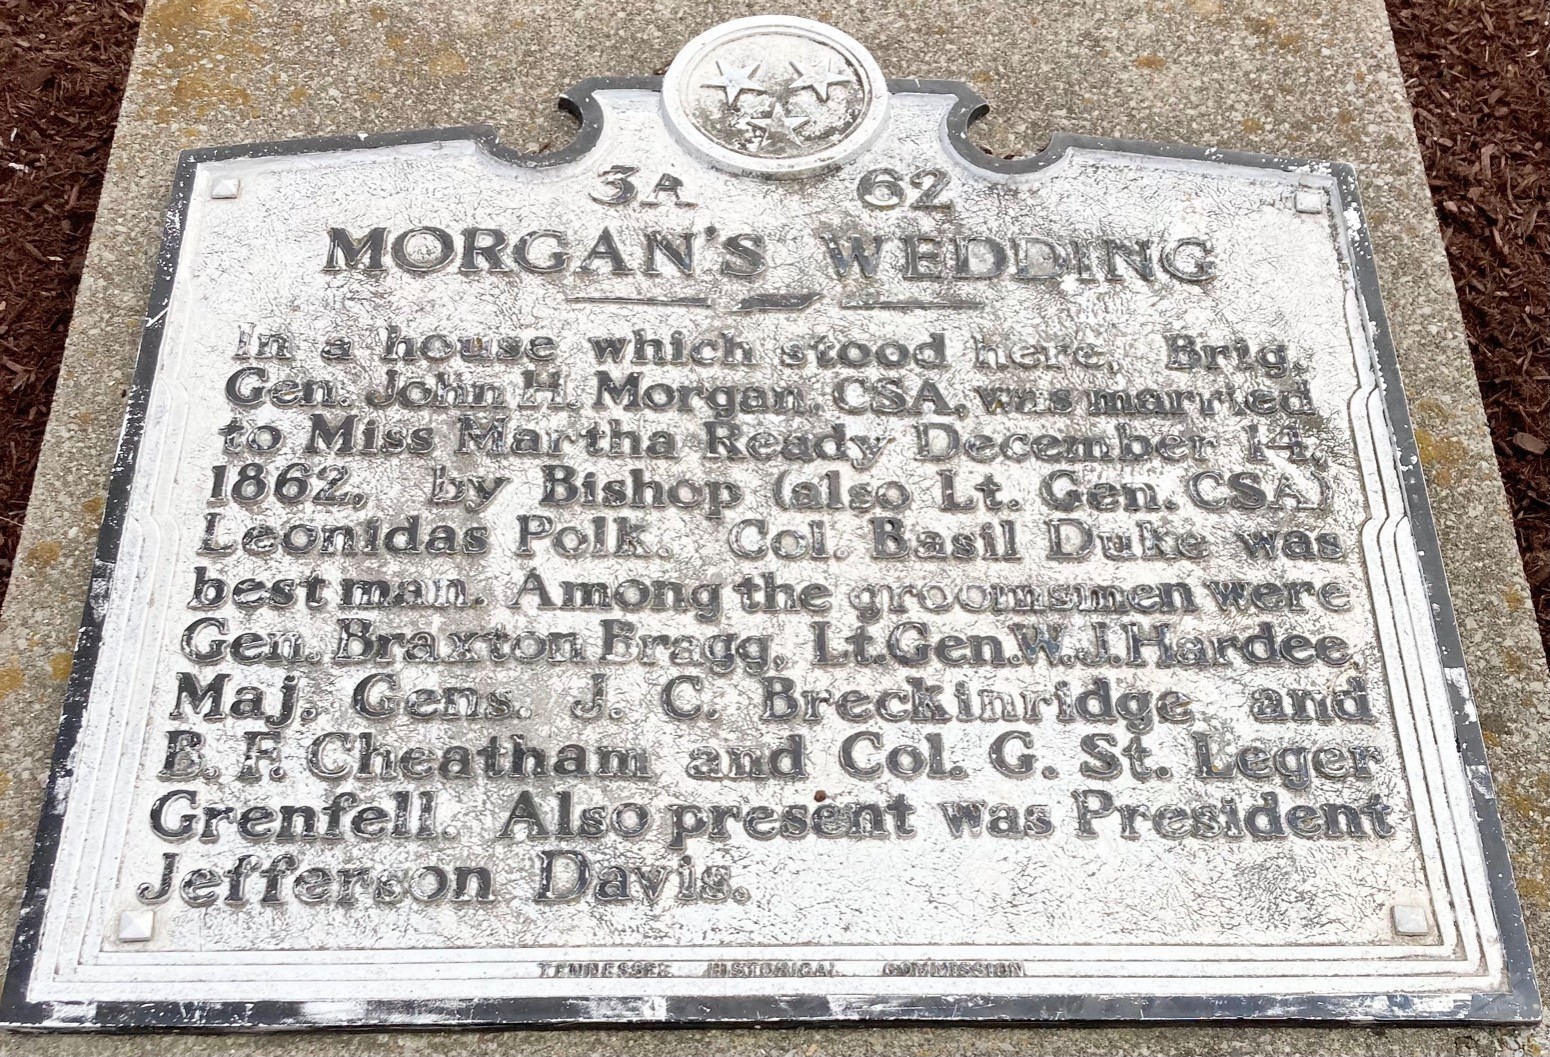 3A 62
MORGAN'S WEDDING
In a house which stood here, Brig.
Gen. John H. Morgan, CSA, was married
to Miss Martha Ready December 14,
1862, by Bishop (also Lt. Gen. CSA)
Leonidas Polk. Col. Basil Duke was
best man. Among the groomsmen were
Gen. Braxton Bragg, Lt. Gen. W. J. Hardee,
Maj. Gens. J. C. Breckinridge and
B. F. Cheatham and Col. G. St. Leger
Grenfell. Also present was President
Jefferson Davis.
TENNESSEE HISTORICAL COMMISSION